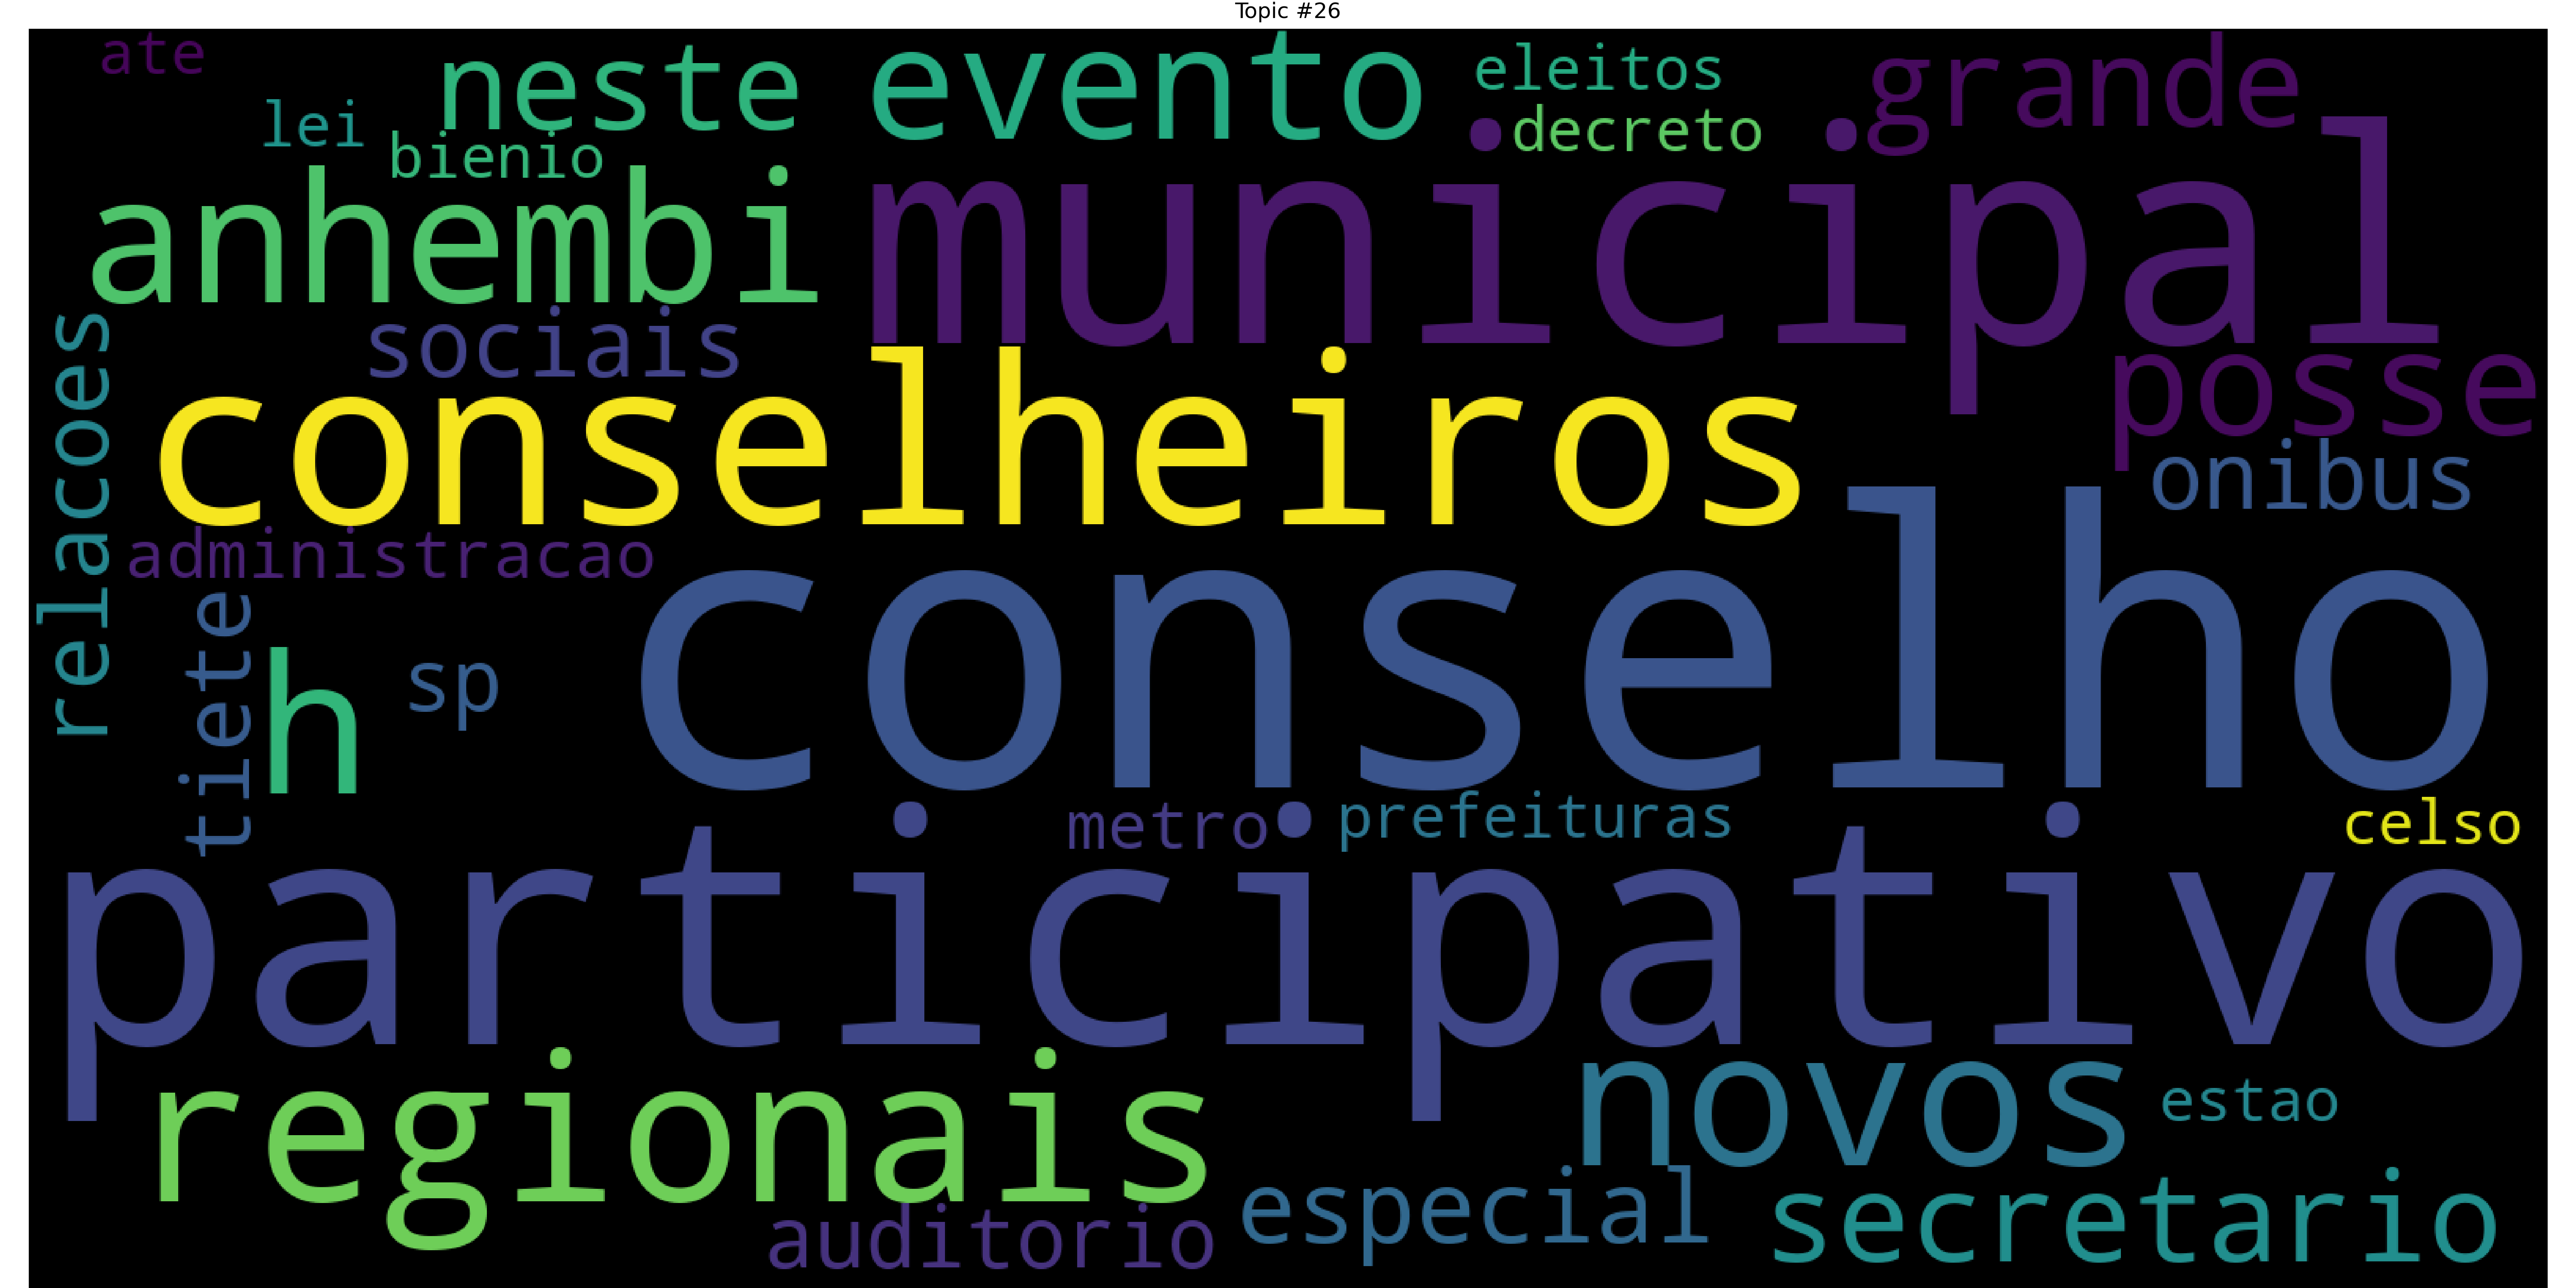 Topic #26
ate
neste
evento
eleitos
grande
lei
bienio
decreto
anhembi
municipal
sociais
posse
relacoes
conselheiros
onibus
administracao
conselho
tiete
h
sp
metro
prefeituras
celso
participativo
regionais
novos
estao
auditorio
especial
secretario